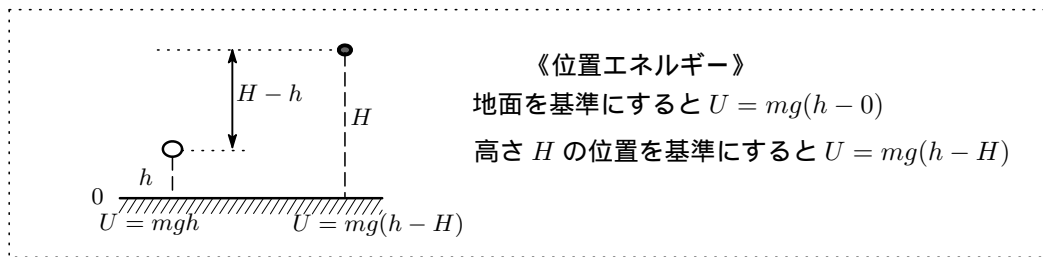 《位置エネルギー》
地面を基準にすると U = mg(h − 0)
高さ H の位置を基準にすると U = mg(h − H)
H − h
H
h
0
U = mgh
U = mg(h − H)